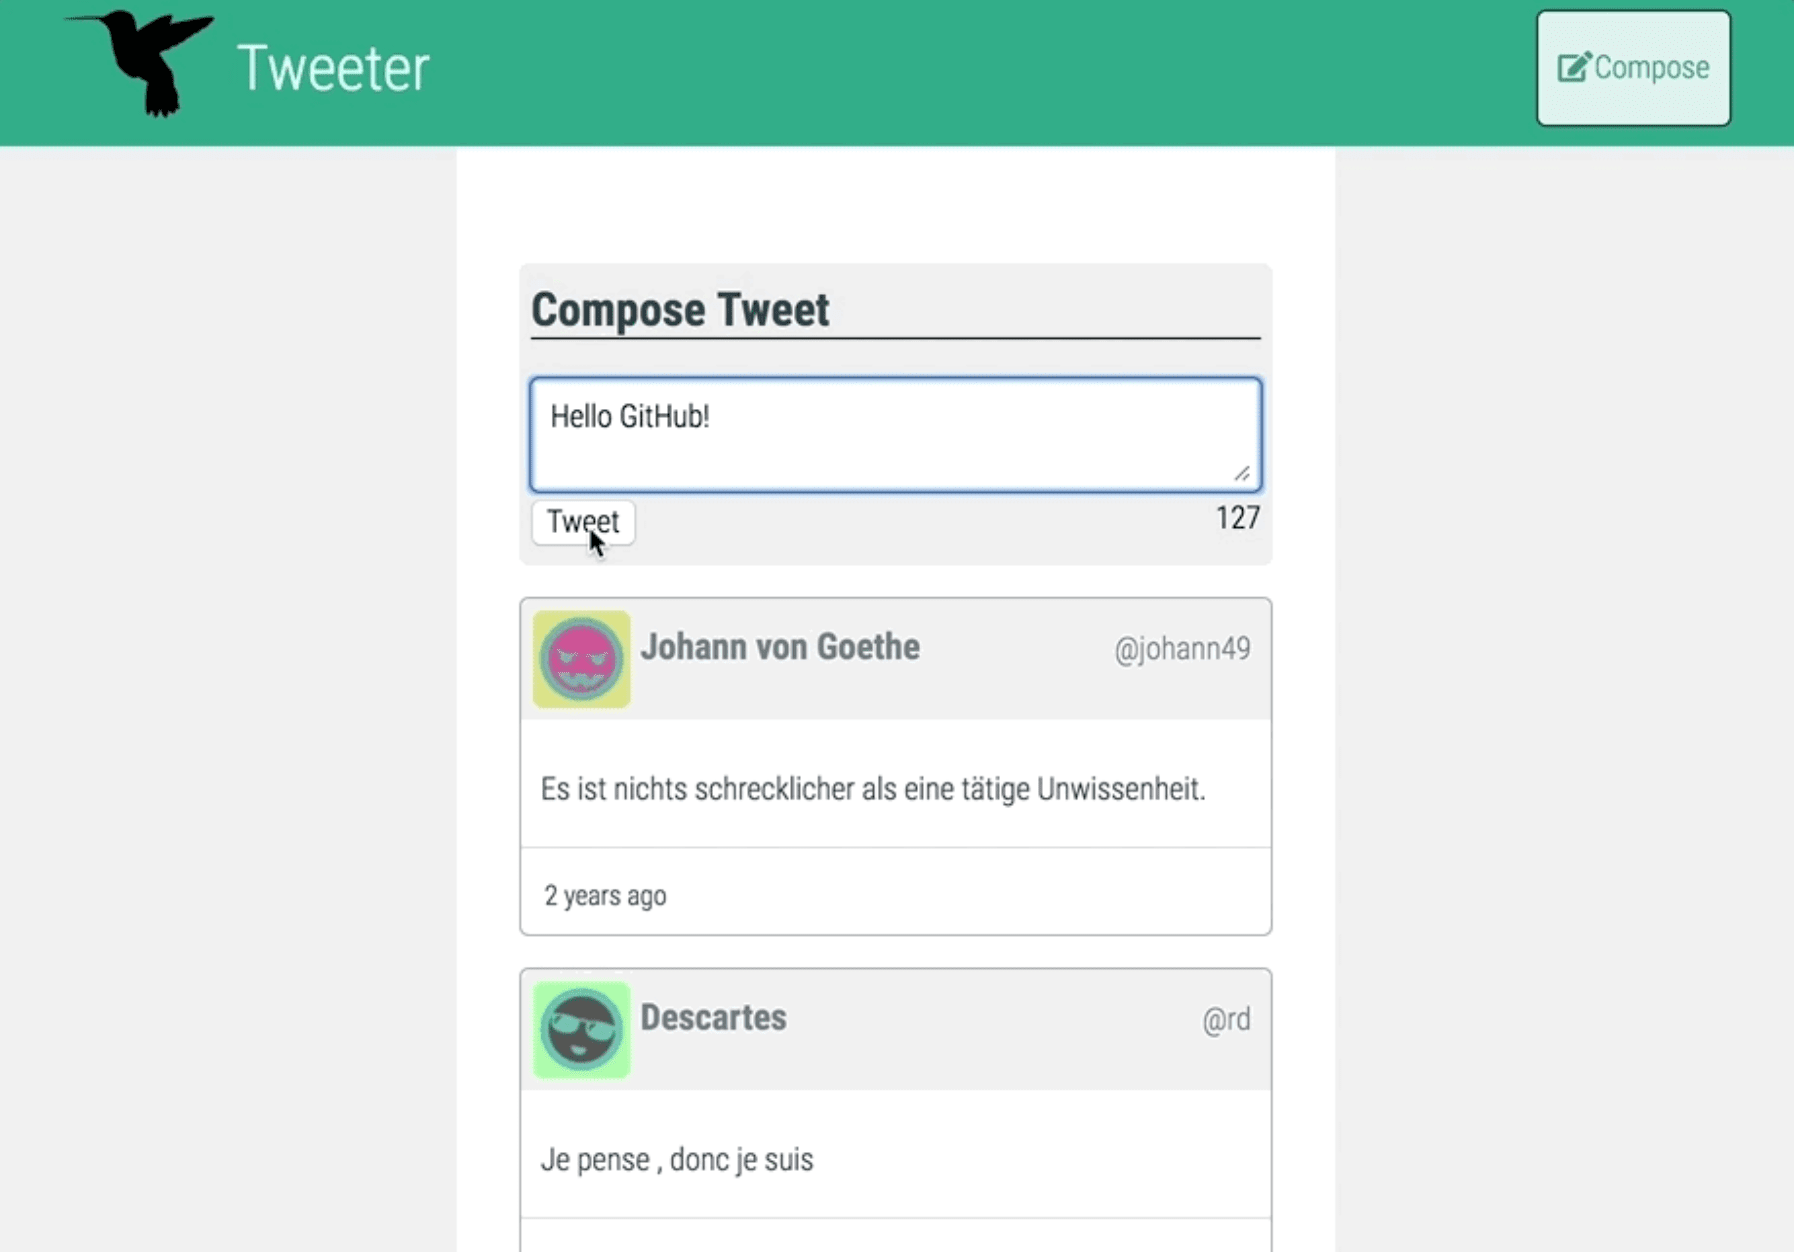 Tweeter
Compose
Compose Tweet
Hello GitHub!
Tweet
127
Johann von Goethe
@johann49
Es ist nichts schrecklicher als eine tätige Unwissenheit.
2 years ago
Descartes
@rd
Je pense , donc je suis